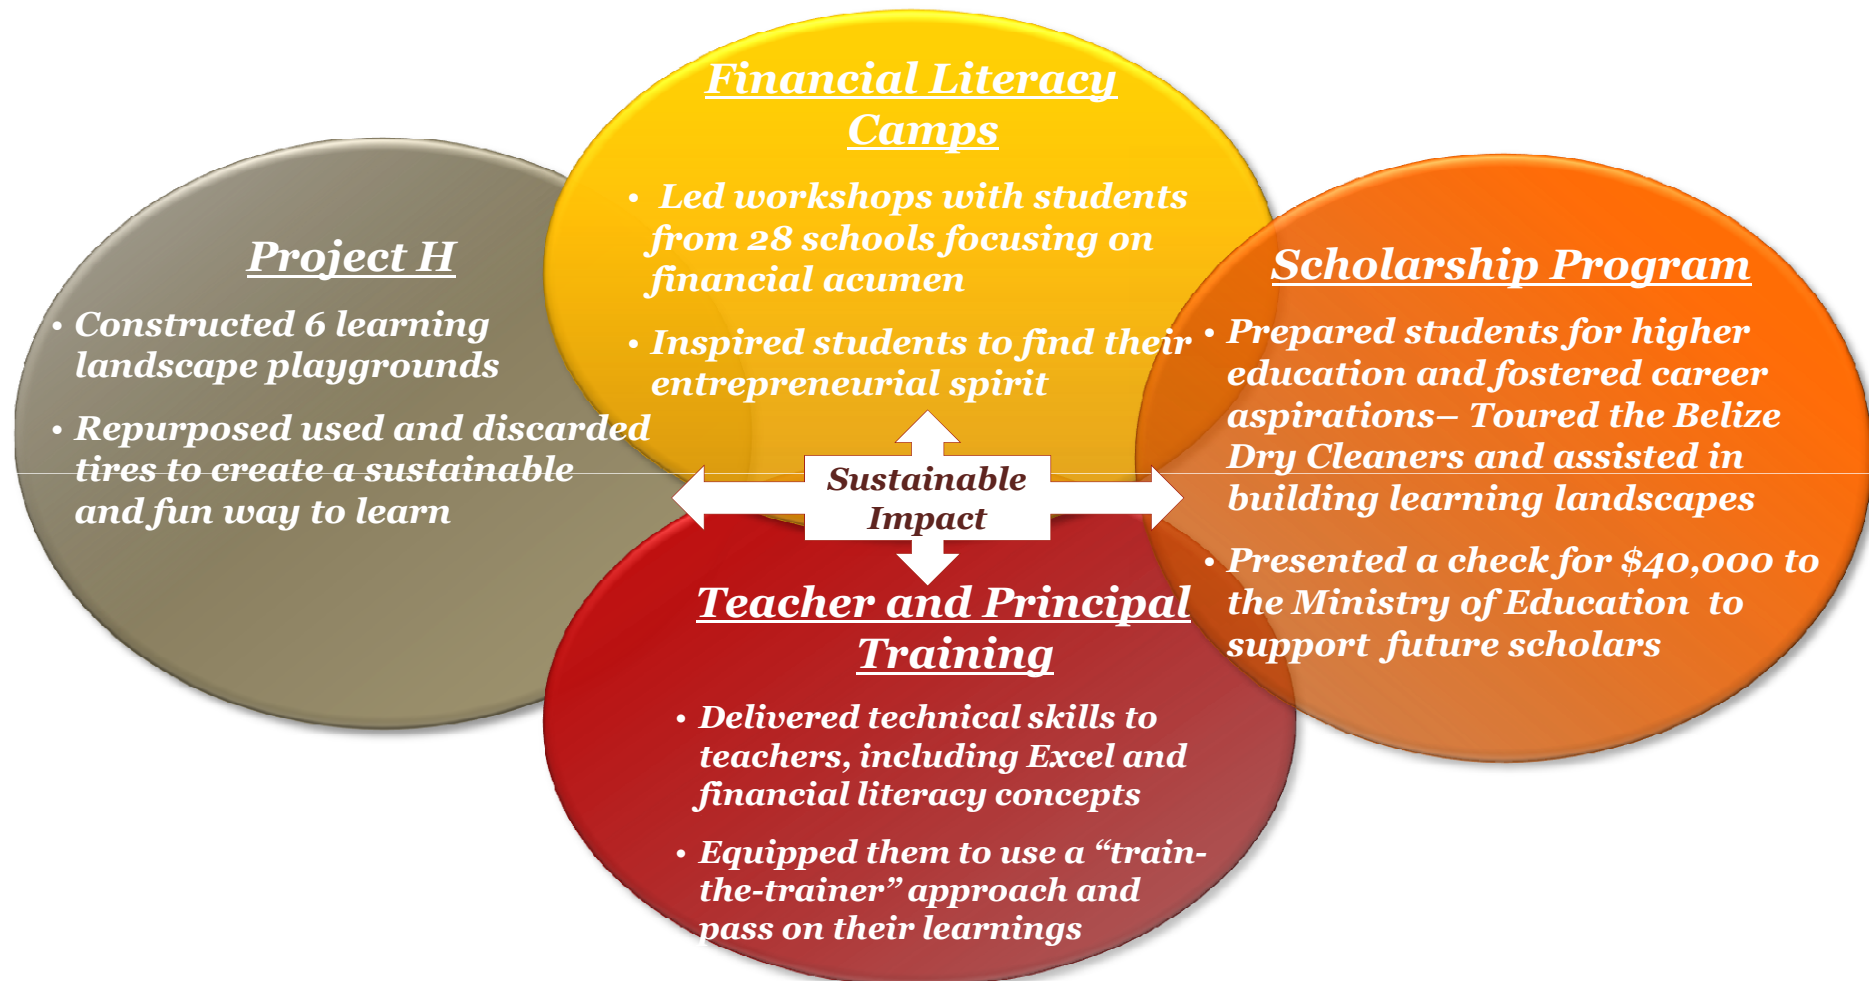 Financial Literacy
Camps
• Led workshops with students
from 28 schools focusing on
financial acumen
• Inspired students to find their
entrepreneurial spirit
Project H
• Constructed 6 learning
landscape playgrounds
• Repurposed used and discarded
tires to create a sustainable
and fun way to learn
Sustainable
Impact
Scholarship Program
• Prepared students for higher
education and fostered career
aspirations– Toured the Belize
Dry Cleaners and assisted in
building learning landscapes
• Presented a check for $40,000 to
the Ministry of Education to
support future scholars
Teacher and Principal
Training
• Delivered technical skills to
teachers, including Excel and
financial literacy concepts
• Equipped them to use a “train-
the-trainer” approach and
pass on their learnings